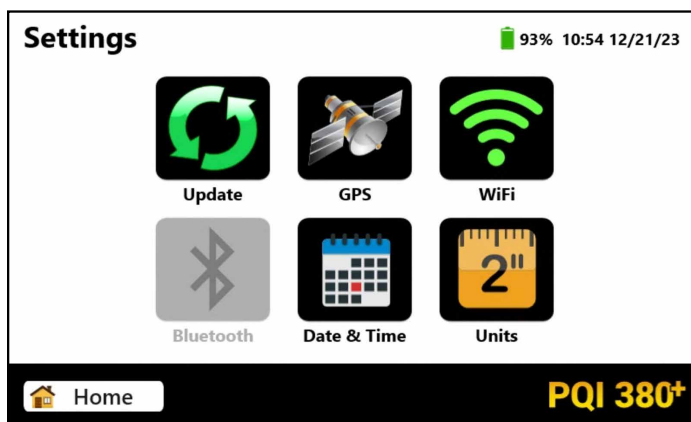 Settings
93% 10:54 12/21/23
Update
GPS
WiFi
Bluetooth
Date & Time
2"
Units
Home
PQI 380+